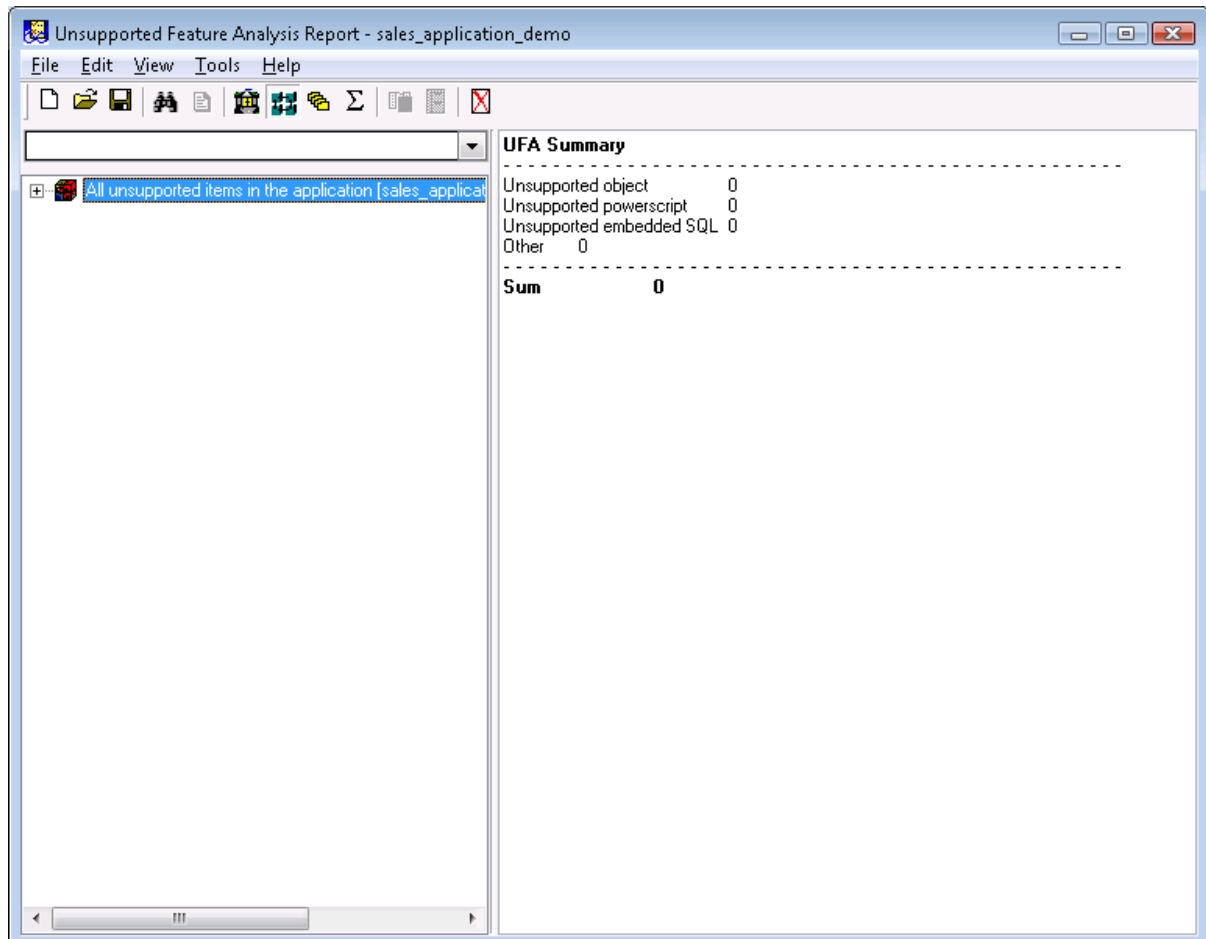 Unsupported Feature Analysis Report - sales_application_demo
File Edit View Tools Help
All unsupported items in the application [sales_applicat
UFA Summary
Unsupported object 0
Unsupported powerscript 0
Unsupported embedded SQL 0
Other 0
Sum 0